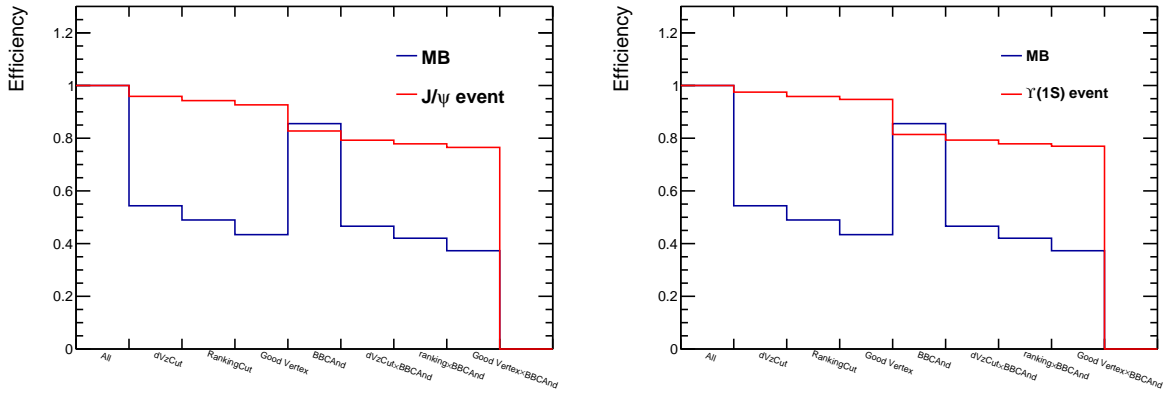 Efficiency
1.2
1
0.8
0.6
0.4
0.2
0
MB
J/ψ event
All
dVzCut
RankingCut
Good Vertex
BBCAnd
dVzCut×BBCAnd
ranking×BBCAnd
Good Vertex×BBCAnd
Efficiency
1.2
1
0.8
0.6
0.4
0.2
0
MB
ϒ(1S) event
All
dVzCut
RankingCut
Good Vertex
BBCAnd
dVzCut×BBCAnd
ranking×BBCAnd
Good Vertex×BBCAnd